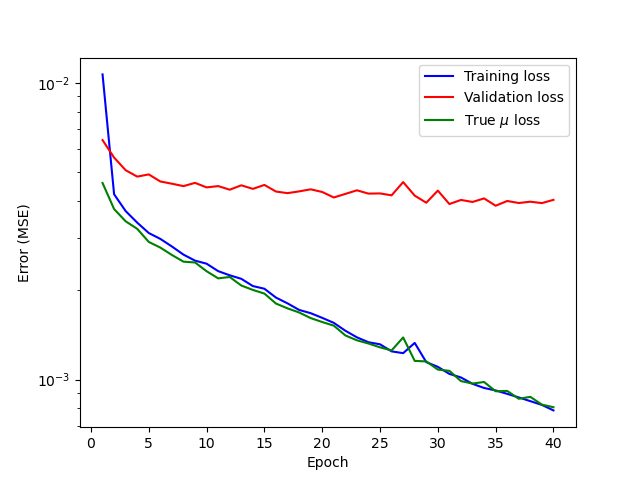 Training loss
Validation loss
True μ loss
10⁻²
10⁻³
Error (MSE)
0 5 10 15 20 25 30 35 40
Epoch